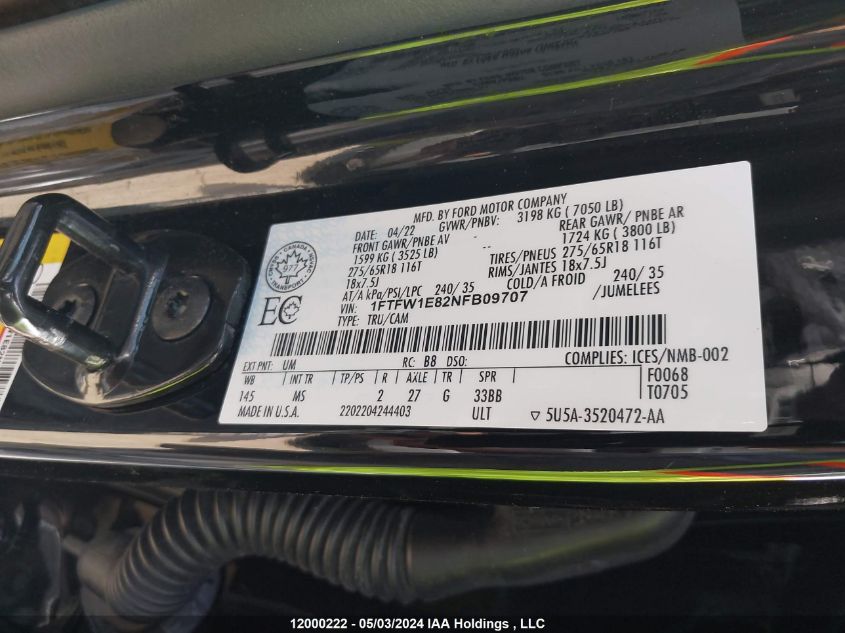 MFD. BY FORD MOTOR COMPANY
04/22 GVWR/PNBV: 3198 KG ( 7050 LB)
FRONT GAWR/PNBE AV -- REAR GAWR/ PNBE AR
1599 KG ( 3525 LB) 1724 KG ( 3800 LB)
275/65R18 116T TIRES/PNEUS 275/65R18 116T
18x7.5J RIMS/JANTES 18x7.5J
AT/A kPa/PSI/LPC 240/ 35 COLD/A FROID 240/ 35
VIN: 1FTFW1E82NFB09707 /JUMELEES
TYPE: TRU/CAM
977
EC
EXT PNT: UM RC: B8 DSO: COMPLIES: ICES/NMB-002
WB INT TR TP/PS R AXLE TR SPR F0068
145 MS 2 27 G 33BB T0705
MADE IN U.S.A. 2202204244403 ULT ▽ 5U5A-3520472-AA
12000222 - 05/03/2024 IAA Holdings , LLC